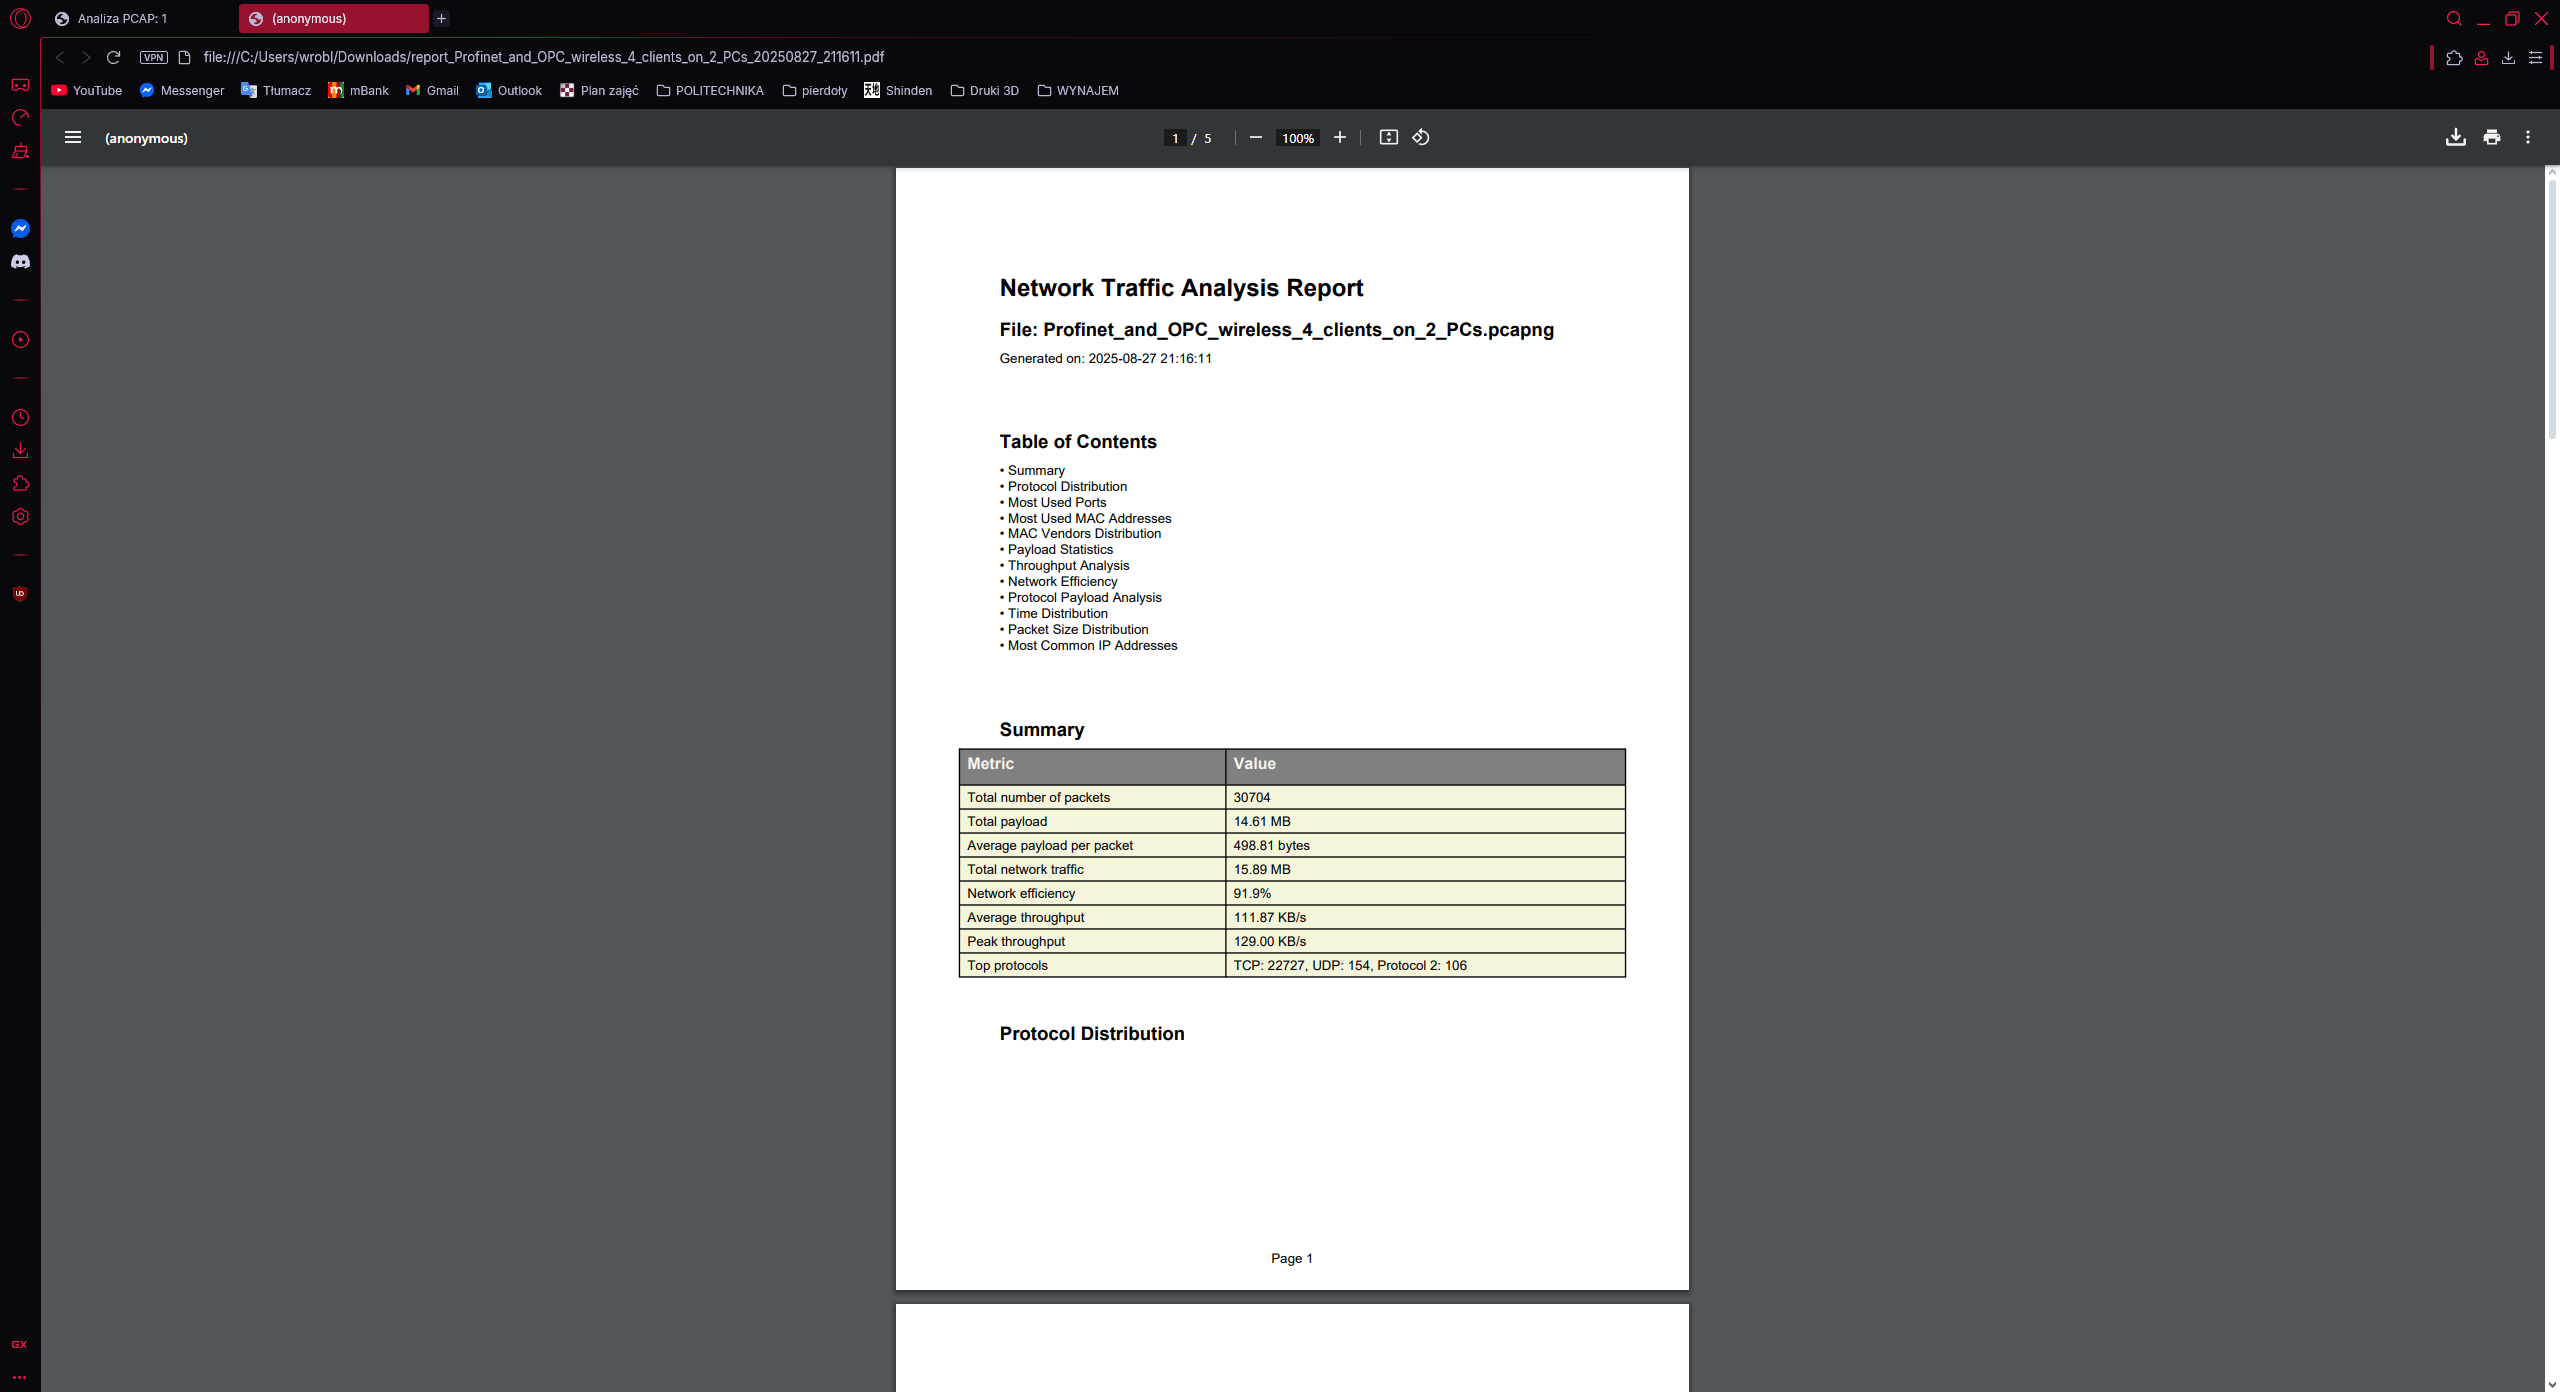 Analiza PCAP: 1
(anonymous)
VPN
file:///C:/Users/wrobl/Downloads/report_Profinet_and_OPC_wireless_4_clients_on_2_PCs_20250827_211611.pdf
YouTube
Messenger
Tłumacz
mBank
Gmail
Outlook
Plan zajęć
POLITECHNIKA
pierdoły
Shinden
Druki 3D
WYNAJEM
(anonymous)
1 / 5
100%
Network Traffic Analysis Report
File: Profinet_and_OPC_wireless_4_clients_on_2_PCs.pcapng
Generated on: 2025-08-27 21:16:11
Table of Contents
• Summary
• Protocol Distribution
• Most Used Ports
• Most Used MAC Addresses
• MAC Vendors Distribution
• Payload Statistics
• Throughput Analysis
• Network Efficiency
• Protocol Payload Analysis
• Time Distribution
• Packet Size Distribution
• Most Common IP Addresses
Summary
Metric Value
Total number of packets 30704
Total payload 14.61 MB
Average payload per packet 498.81 bytes
Total network traffic 15.89 MB
Network efficiency 91.9%
Average throughput 111.87 KB/s
Peak throughput 129.00 KB/s
Top protocols TCP: 22727, UDP: 154, Protocol 2: 106
Protocol Distribution
Page 1
GX